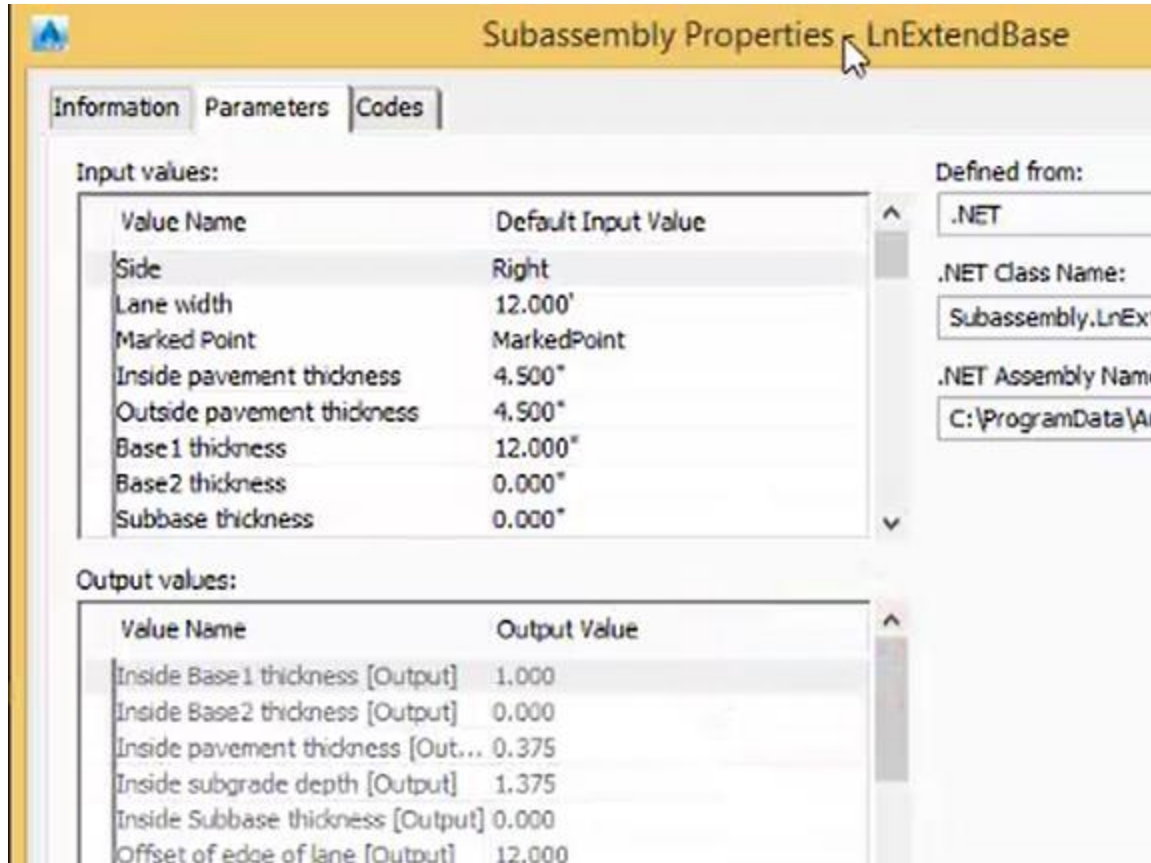 Subassembly Properties - LnExtendBase
Information Parameters Codes
Input values:
Value Name Default Input Value
Side Right
Lane width 12.000'
Marked Point MarkedPoint
Inside pavement thickness 4.500"
Outside pavement thickness 4.500"
Base1 thickness 12.000"
Base2 thickness 0.000"
Subbase thickness 0.000"
Defined from:
.NET
.NET Class Name:
Subassembly.LnEx
.NET Assembly Name
C:\ProgramData\A
Output values:
Value Name Output Value
Inside Base1 thickness [Output] 1.000
Inside Base2 thickness [Output] 0.000
Inside pavement thickness [Out... 0.375
Inside subgrade depth [Output] 1.375
Inside Subbase thickness [Output] 0.000
Offset of edge of lane [Output] 12.000